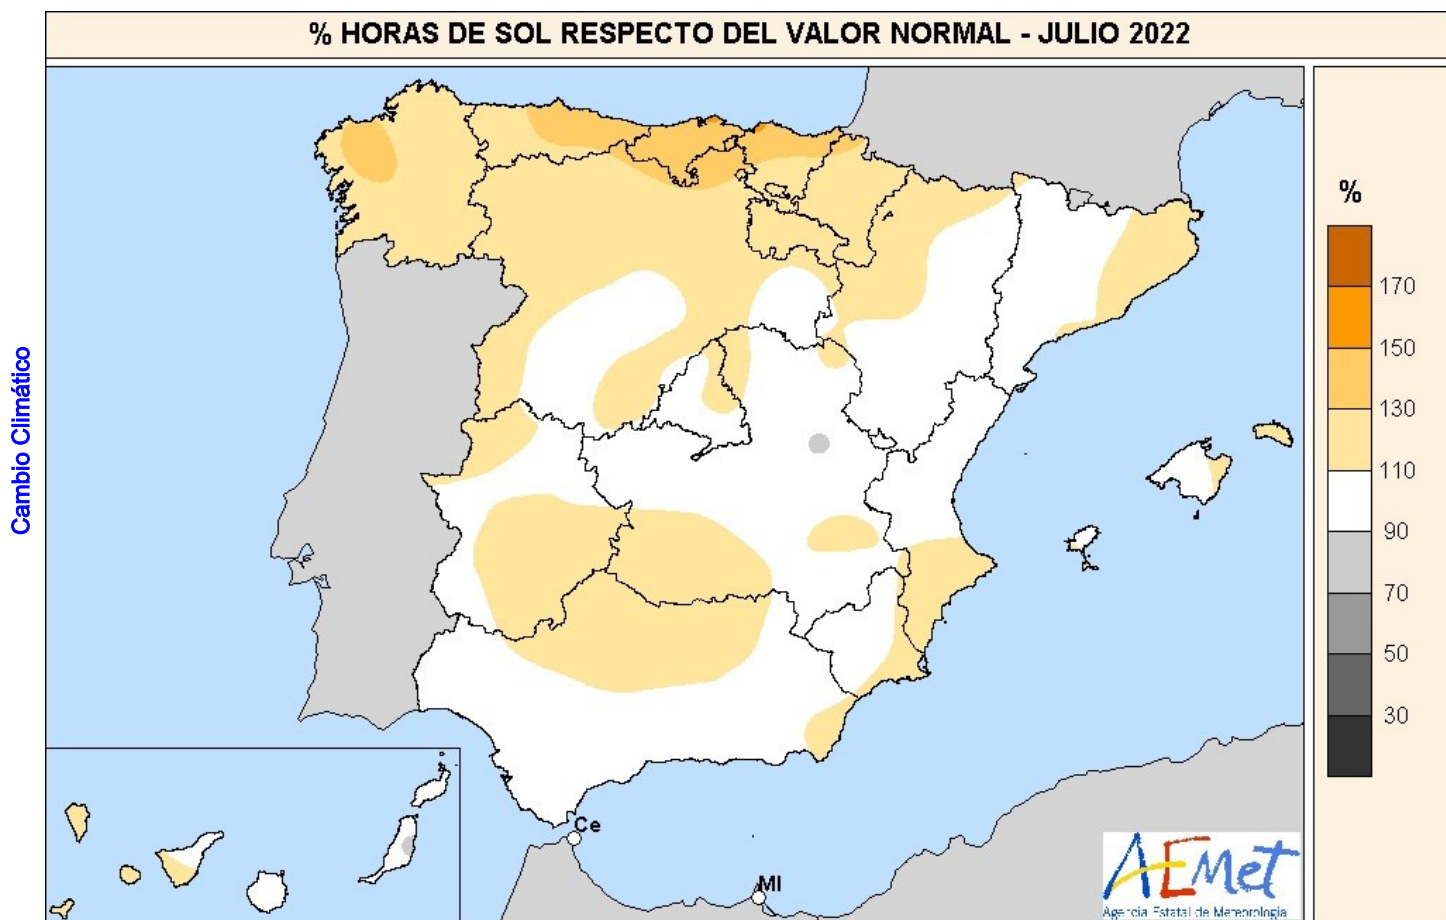 % HORAS DE SOL RESPECTO DEL VALOR NORMAL - JULIO 2022
Cambio Climático
%
170
150
130
110
90
70
50
30
Ce
Ml
AEMet
Agencia Estatal de Meteorología